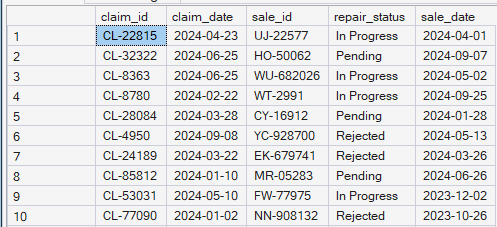 claim_id claim_date sale_id repair_status sale_date
1 CL-22815 2024-04-23 UJ-22577 In Progress 2024-04-01
2 CL-32322 2024-06-25 HO-50062 Pending 2024-09-07
3 CL-8363 2024-06-25 WU-682026 In Progress 2024-05-02
4 CL-8780 2024-02-22 WT-2991 In Progress 2024-09-25
5 CL-28084 2024-03-28 CY-16912 Pending 2024-01-28
6 CL-4950 2024-09-08 YC-928700 Rejected 2024-05-13
7 CL-24189 2024-03-22 EK-679741 Rejected 2024-03-26
8 CL-85812 2024-01-10 MR-05283 Pending 2024-06-26
9 CL-53031 2024-05-10 FW-77975 In Progress 2023-12-02
10 CL-77090 2024-01-02 NN-908132 Rejected 2023-10-26